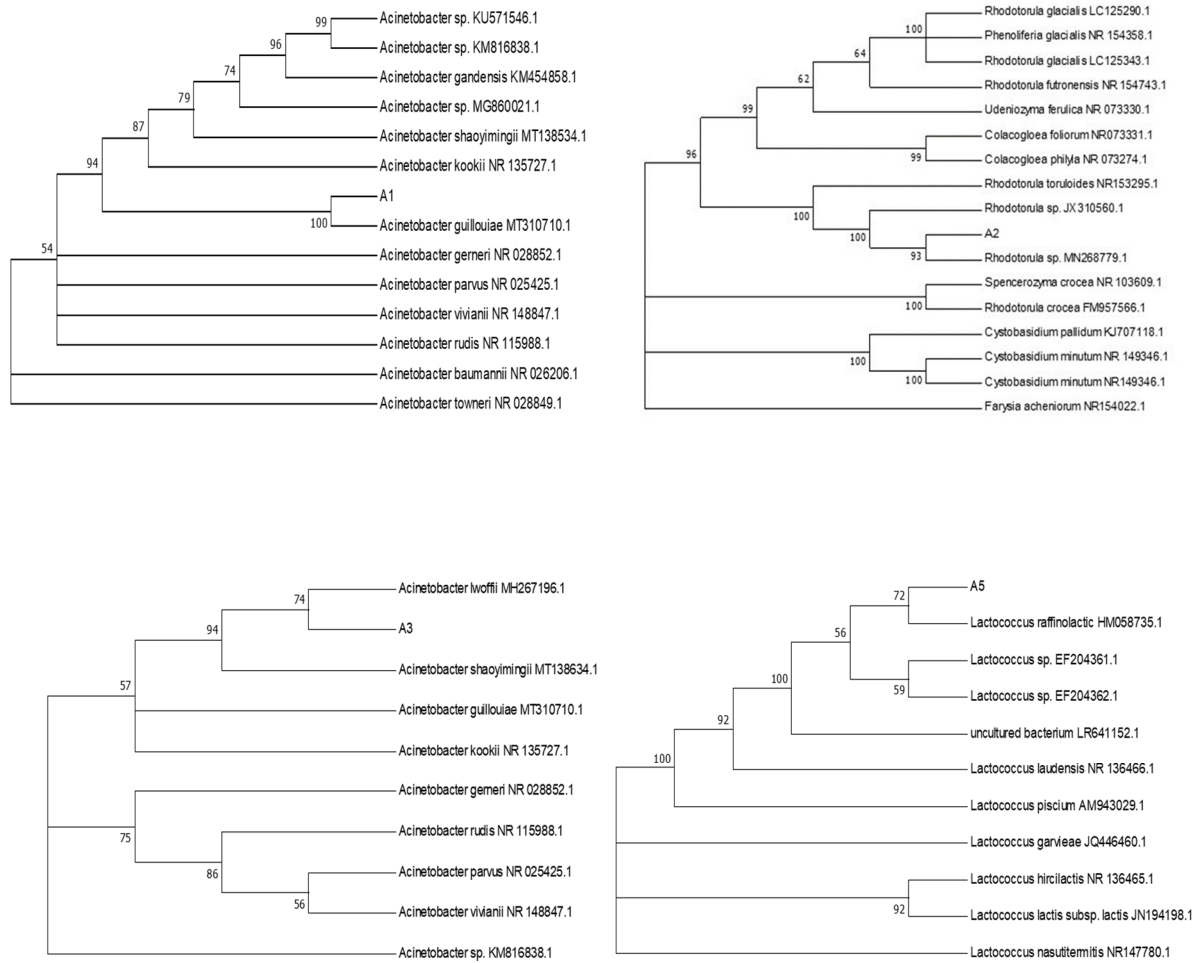 99
Acinetobacter sp. KU571546.1
Acinetobacter sp. KM816838.1
96
Acinetobacter gandensis KM454858.1
74
Acinetobacter sp. MG860021.1
79
Acinetobacter shaoyimingii MT138534.1
87
Acinetobacter kookii NR 135727.1
94
A1
100
Acinetobacter guillouiae MT310710.1
54
Acinetobacter gerneri NR 028852.1
Acinetobacter parvus NR 025425.1
Acinetobacter vivianii NR 148847.1
Acinetobacter rudis NR 115988.1
Acinetobacter baumannii NR 026206.1
Acinetobacter towneri NR 028849.1
Rhodotorula glacialis LC125290.1
100
Phenoliferia glacialis NR 154358.1
Rhodotorula glacialis LC125343.1
64
Rhodotorula futronensis NR 154743.1
62
Udeniozyma ferulica NR 073330.1
99
Colacogloea foliorum NR073331.1
99
Colacogloea philyla NR 073274.1
96
Rhodotorula toruloides NR153295.1
100
Rhodotorula sp. JX310560.1
100
A2
93
Rhodotorula sp. MN268779.1
Spencerozyma crocea NR 103609.1
100
Rhodotorula crocea FM957566.1
Cystobasidium pallidum KJ707118.1
100
Cystobasidium minutum NR 149346.1
100
Cystobasidium minutum NR149346.1
Farysia acheniorum NR154022.1
Acinetobacter lwoffii MH267196.1
74
A3
94
Acinetobacter shaoyimingii MT138634.1
57
Acinetobacter guillouiae MT310710.1
Acinetobacter kookii NR 135727.1
Acinetobacter gerneri NR 028852.1
75
Acinetobacter rudis NR 115988.1
86
Acinetobacter parvus NR 025425.1
56
Acinetobacter vivianii NR 148847.1
Acinetobacter sp. KM816838.1
A5
72
Lactococcus raffinolactic HM058735.1
56
Lactococcus sp. EF204361.1
59
Lactococcus sp. EF204362.1
100
uncultured bacterium LR641152.1
92
Lactococcus laudensis NR 136466.1
100
Lactococcus piscium AM943029.1
Lactococcus garvieae JQ446460.1
Lactococcus hircilactis NR 136465.1
92
Lactococcus lactis subsp. lactis JN194198.1
Lactococcus nasutitermitis NR147780.1